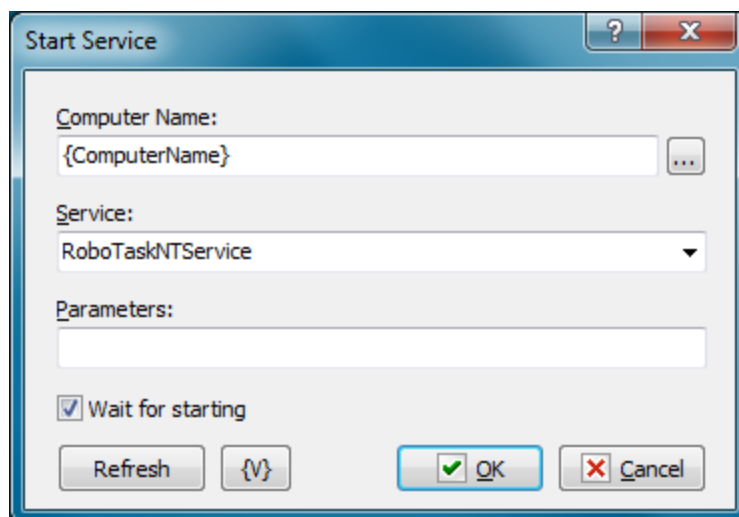 Start Service
?
Computer Name:
{ComputerName}
...
Service:
RoboTaskNTService
Parameters:
Wait for starting
Refresh {V} OK Cancel